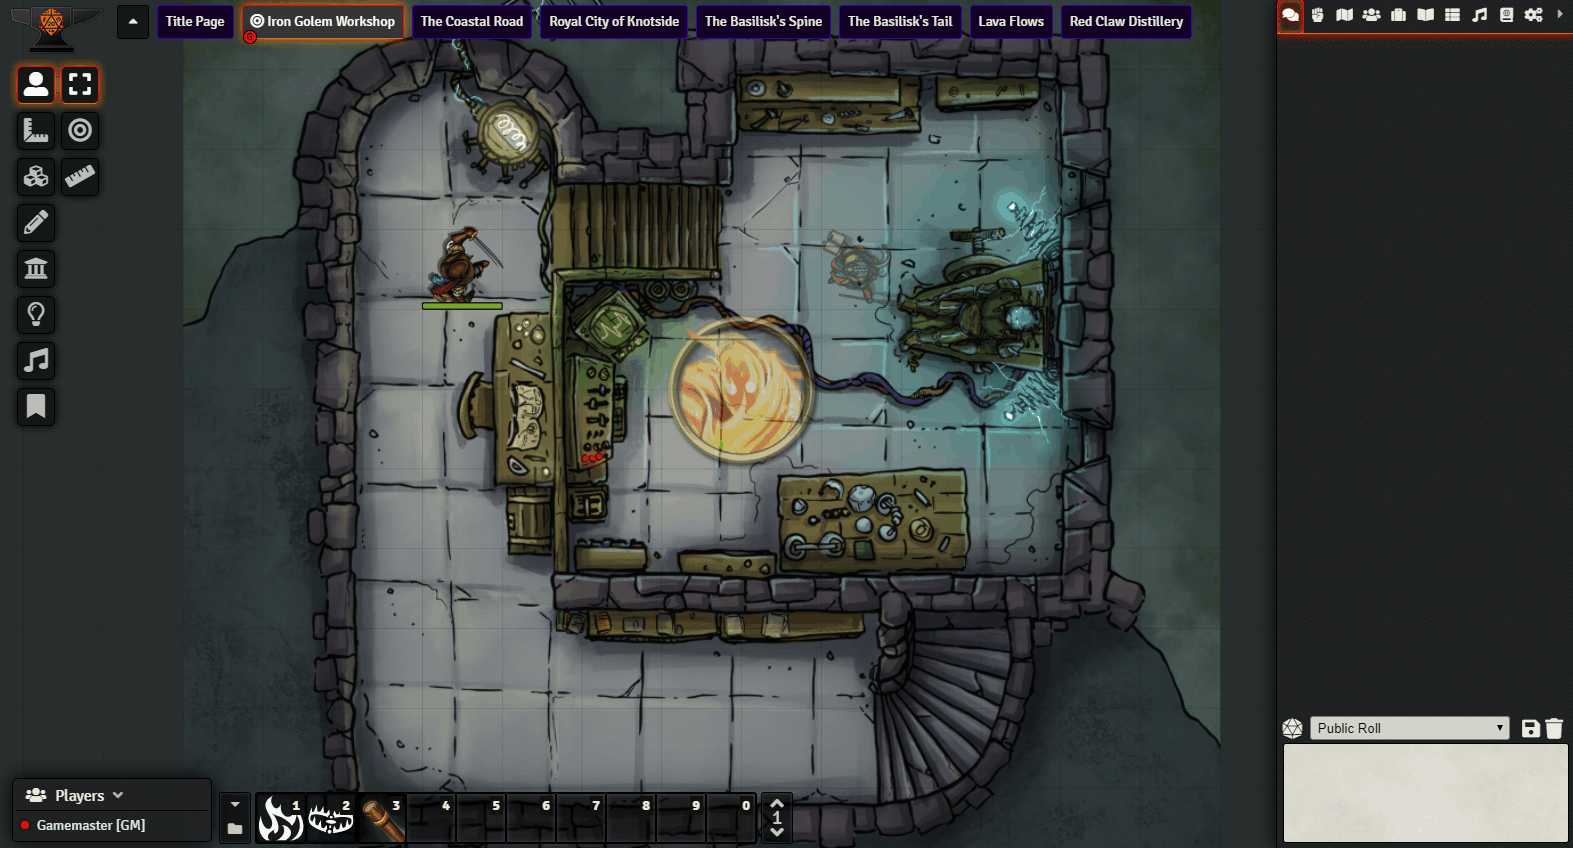 Title Page
Iron Golem Workshop
The Coastal Road
Royal City of Knotside
The Basilisk's Spine
The Basilisk's Tail
Lava Flows
Red Claw Distillery
G
Public Roll
Players
Gamemaster [GM]
1 2 3 4 5 6 7 8 9 0
1